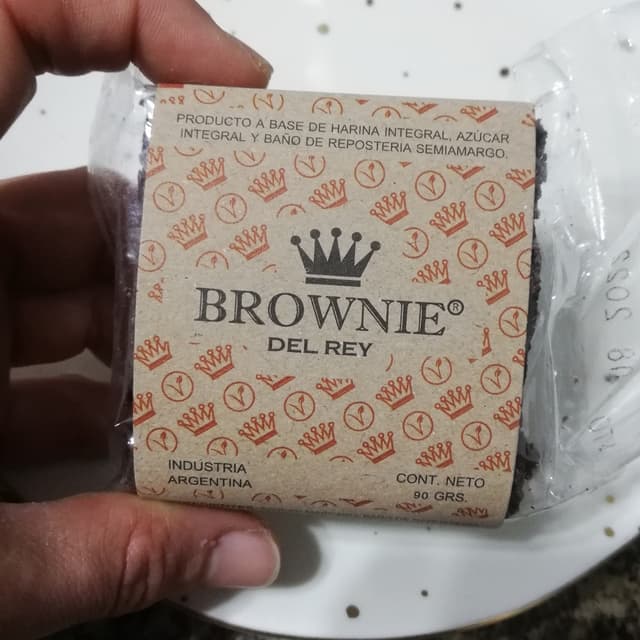 PRODUCTO A BASE DE HARINA INTEGRAL, AZÚCAR
INTEGRAL Y BAÑO DE REPOSTERIA SEMIAMARGO.
BROWNIE®
DEL REY
INDUSTRIA
ARGENTINA
CONT. NETO
90 GRS.